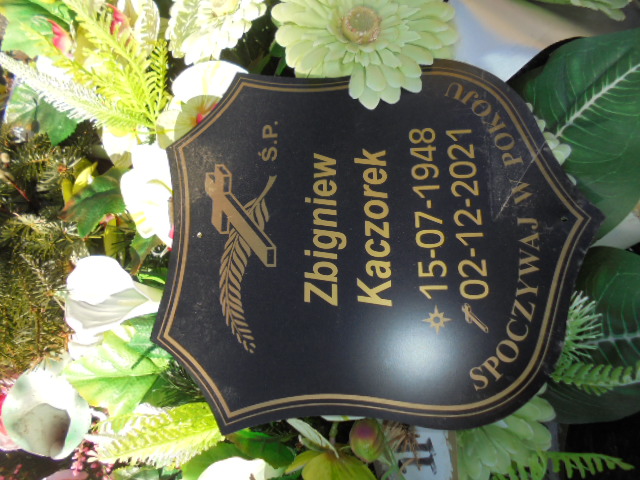 Ś.P.
Zbigniew
Kaczorek
15-07-1948
02-12-2021
SPOCZYWAJ W POKOJU